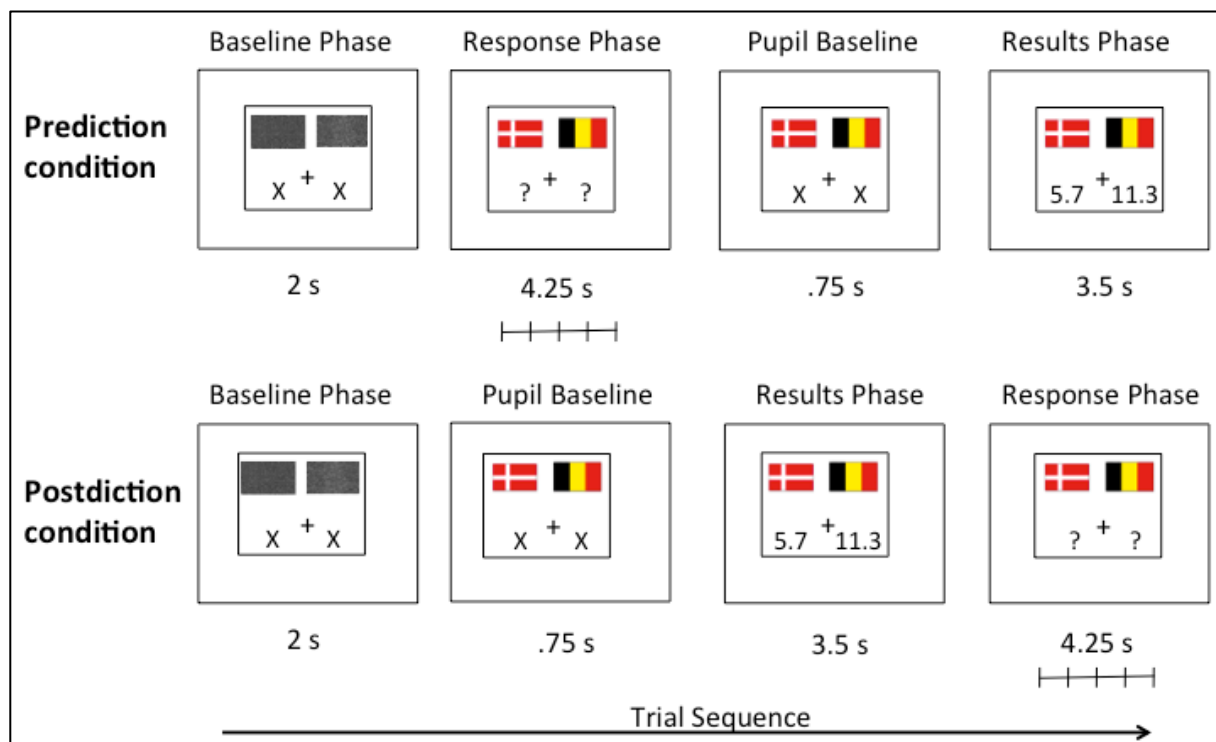 Baseline Phase Response Phase Pupil Baseline Results Phase
Prediction
condition
X + X ? + ? X + X 5.7 + 11.3
2 s 4.25 s .75 s 3.5 s
Baseline Phase Pupil Baseline Results Phase Response Phase
Postdiction
condition
X + X X + X 5.7 + 11.3 ? + ?
2 s .75 s 3.5 s 4.25 s
Trial Sequence